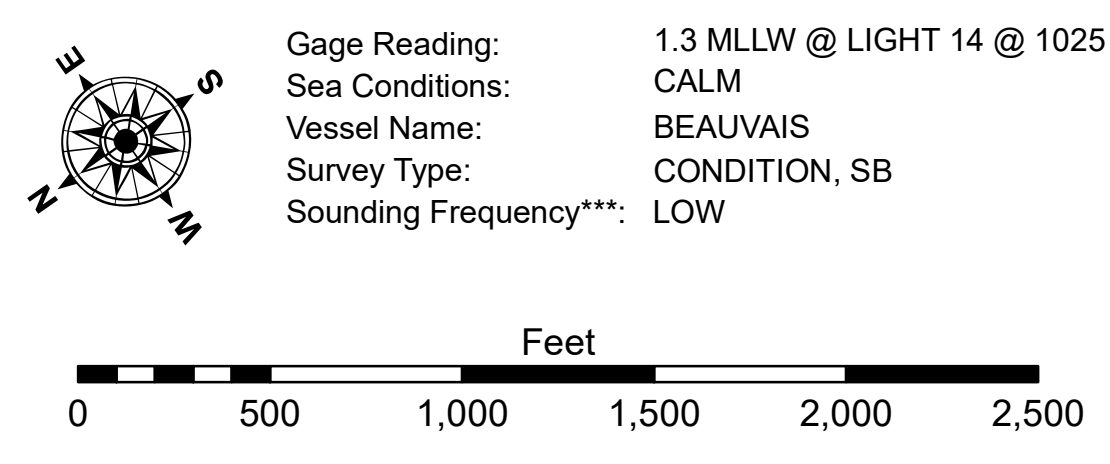 E
S
N
W
Gage Reading: 1.3 MLLW @ LIGHT 14 @ 1025
Sea Conditions: CALM
Vessel Name: BEAUVAIS
Survey Type: CONDITION, SB
Sounding Frequency***: LOW
Feet
0 500 1,000 1,500 2,000 2,500